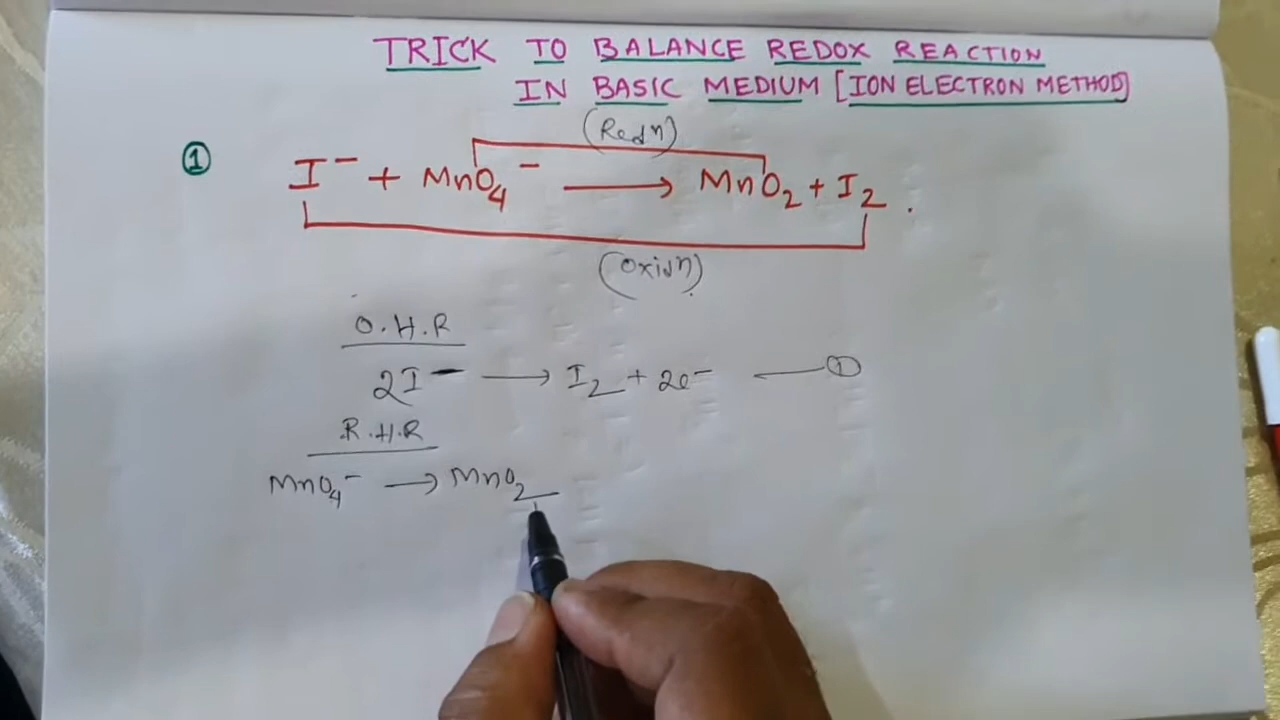 TRICK TO BALANCE REDOX REACTION
IN BASIC MEDIUM [ION ELECTRON METHOD]
(Redn)
① I⁻ + MnO₄⁻ ⟶ MnO₂ + I₂ .
(Oxidn)
O.H.R
2I⁻ ⟶ I₂ + 2e⁻ —①
R.H.R
MnO₄⁻ ⟶ MnO₂